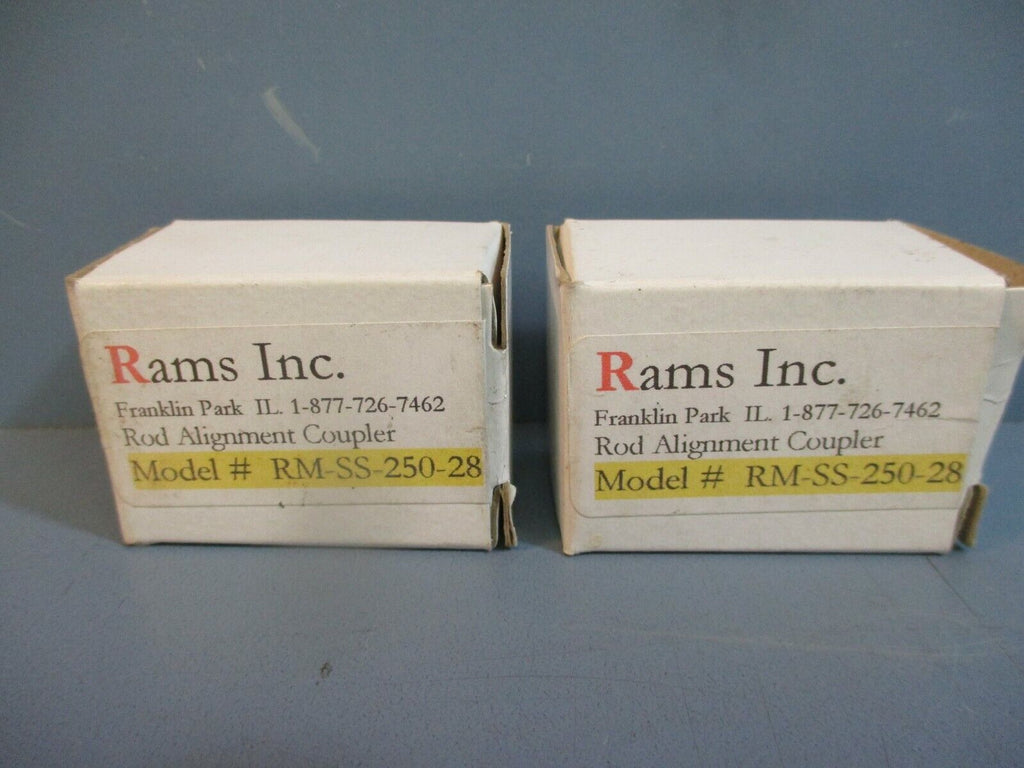 Rams Inc.
Franklin Park IL. 1-877-726-7462
Rod Alignment Coupler
Model # RM-SS-250-28
Rams Inc.
Franklin Park IL. 1-877-726-7462
Rod Alignment Coupler
Model # RM-SS-250-28